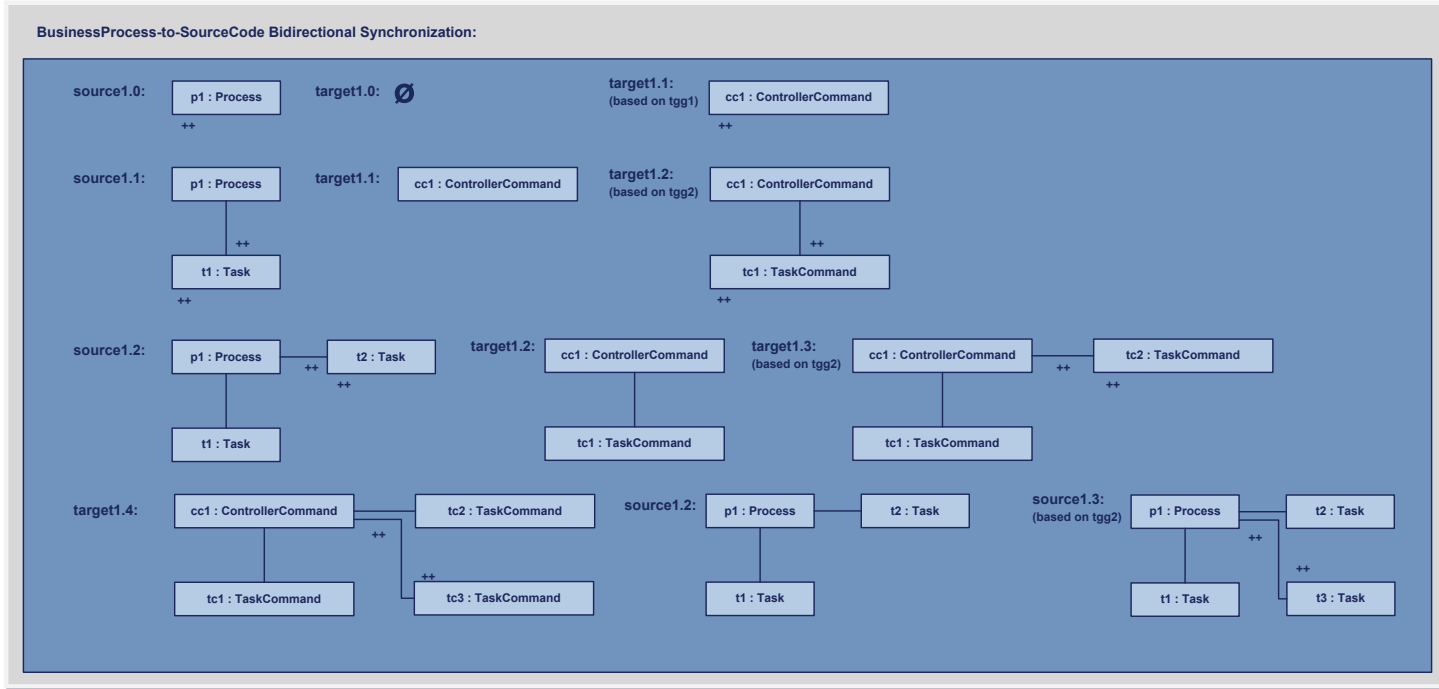 BusinessProcess-to-SourceCode Bidirectional Synchronization:
source1.0:
p1 : Process
++
target1.0:
Ø
target1.1:
(based on tgg1)
cc1 : ControllerCommand
++
source1.1:
p1 : Process
++
t1 : Task
++
target1.1:
cc1 : ControllerCommand
target1.2:
(based on tgg2)
cc1 : ControllerCommand
++
tc1 : TaskCommand
++
source1.2:
p1 : Process
++
t2 : Task
++
t1 : Task
target1.2:
cc1 : ControllerCommand
tc1 : TaskCommand
target1.3:
(based on tgg2)
cc1 : ControllerCommand
++
tc2 : TaskCommand
++
tc1 : TaskCommand
target1.4:
cc1 : ControllerCommand
tc2 : TaskCommand
++
++
tc1 : TaskCommand
tc3 : TaskCommand
source1.2:
p1 : Process
t2 : Task
t1 : Task
source1.3:
(based on tgg2)
p1 : Process
t2 : Task
++
++
t1 : Task
t3 : Task